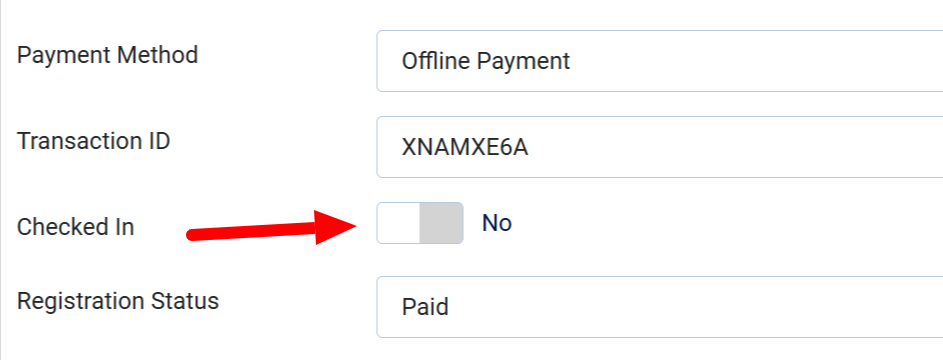 Payment Method
Offline Payment
Transaction ID
XNAMXE6A
Checked In
No
Registration Status
Paid